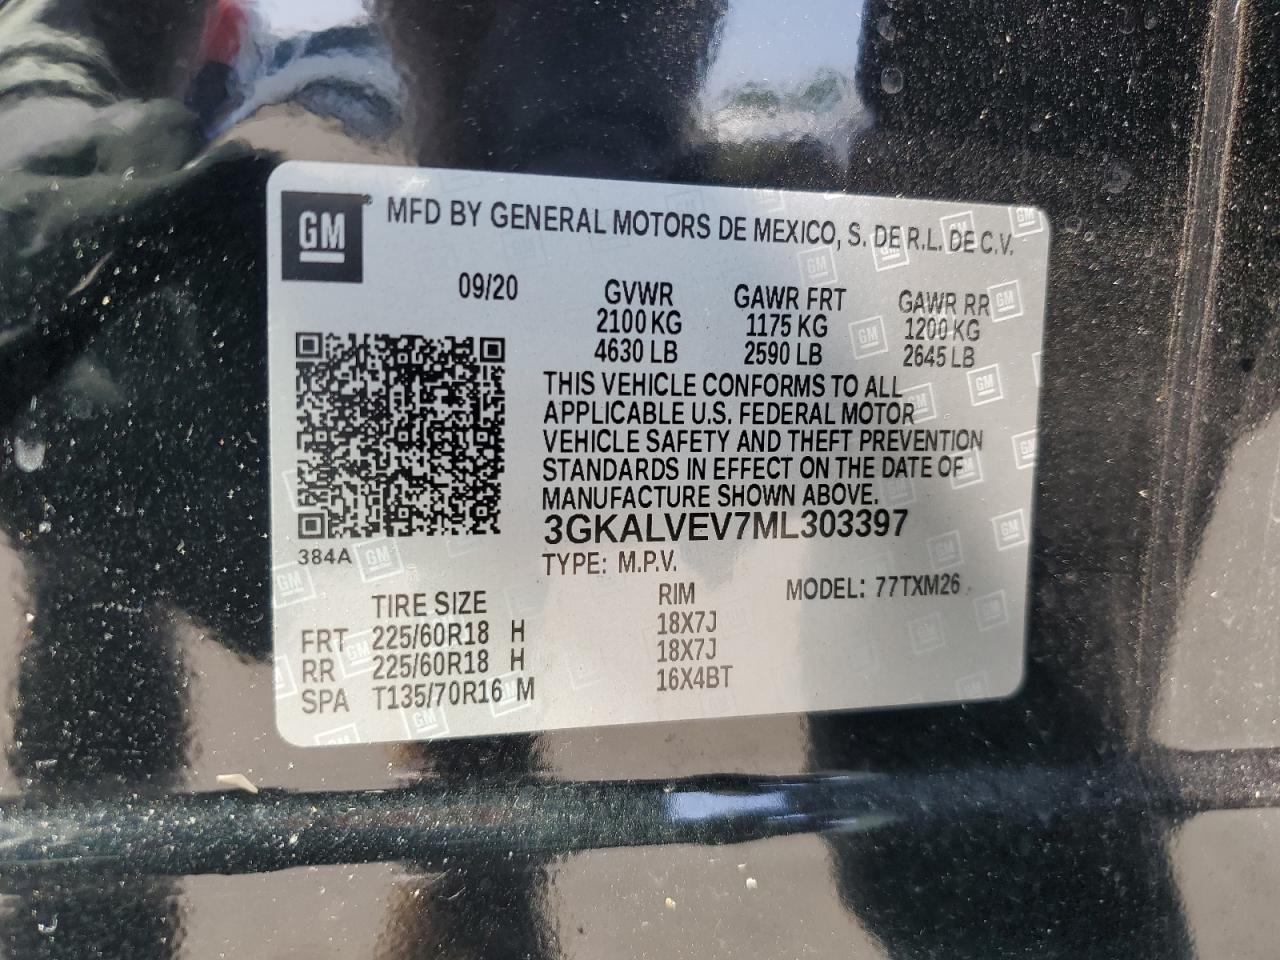 GM ® MFD BY GENERAL MOTORS DE MEXICO, S. DE R.L. DE C.V.
09/20 GVWR GAWR FRT GAWR RR
2100 KG 1175 KG 1200 KG
4630 LB 2590 LB 2645 LB
THIS VEHICLE CONFORMS TO ALL
APPLICABLE U.S. FEDERAL MOTOR
VEHICLE SAFETY AND THEFT PREVENTION
STANDARDS IN EFFECT ON THE DATE OF
MANUFACTURE SHOWN ABOVE.
3GKALVEV7ML303397
384A TYPE: M.P.V.
TIRE SIZE RIM MODEL: 77TXM26
FRT 225/60R18 H 18X7J
RR 225/60R18 H 18X7J
SPA T135/70R16 M 16X4BT